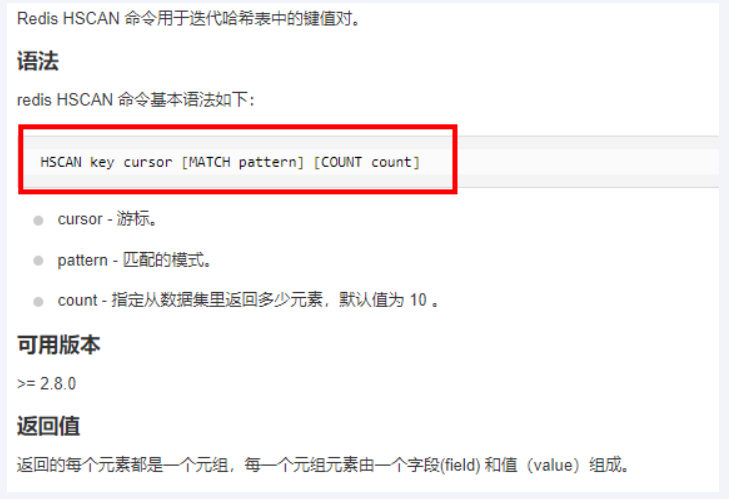 Redis HSCAN 命令用于迭代哈希表中的键值对。
语法
redis HSCAN 命令基本语法如下：
HSCAN key cursor [MATCH pattern] [COUNT count]
cursor - 游标。
pattern - 匹配的模式。
count - 指定从数据集里返回多少元素，默认值为 10 。
可用版本
>= 2.8.0
返回值
返回的每个元素都是一个元组，每一个元组元素由一个字段(field) 和值（value）组成。